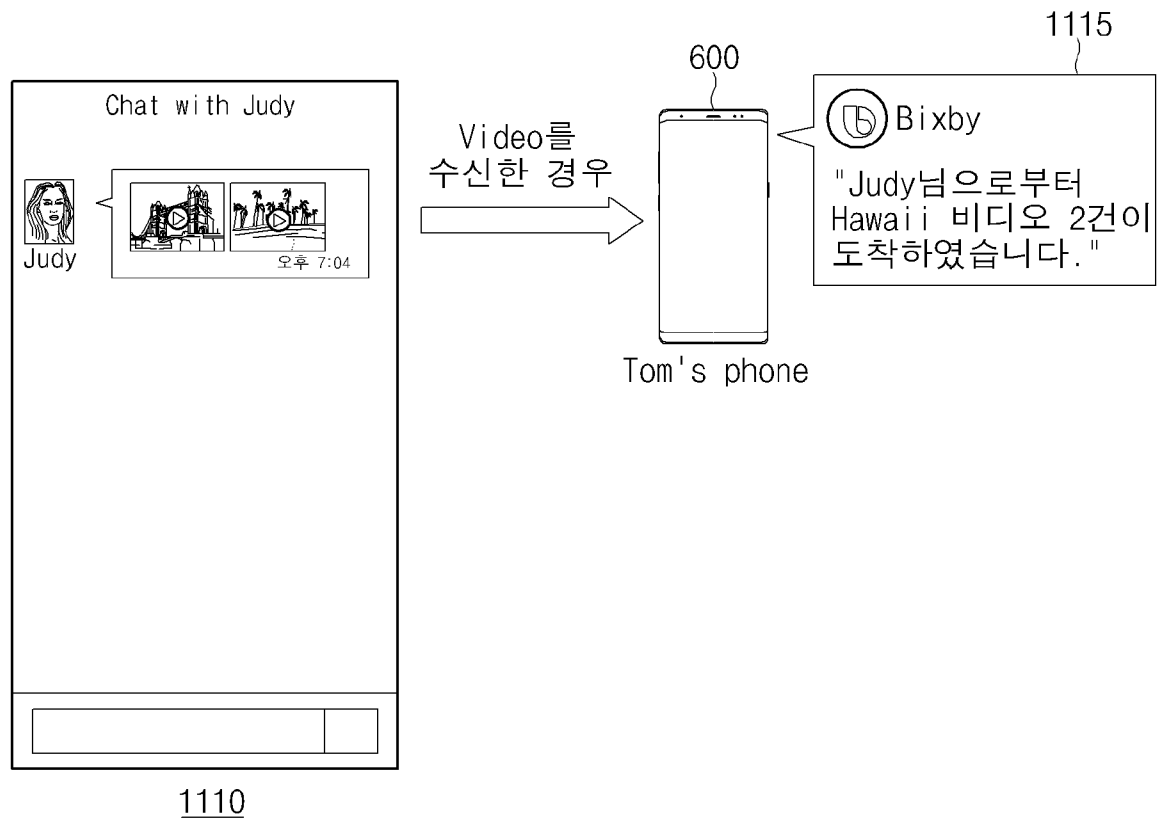 1115
600
Chat with Judy
Judy
오후 7:04
Video를
수신한 경우
Tom's phone
Bixby
"Judy님으로부터
Hawaii 비디오 2건이
도착하였습니다."
1110